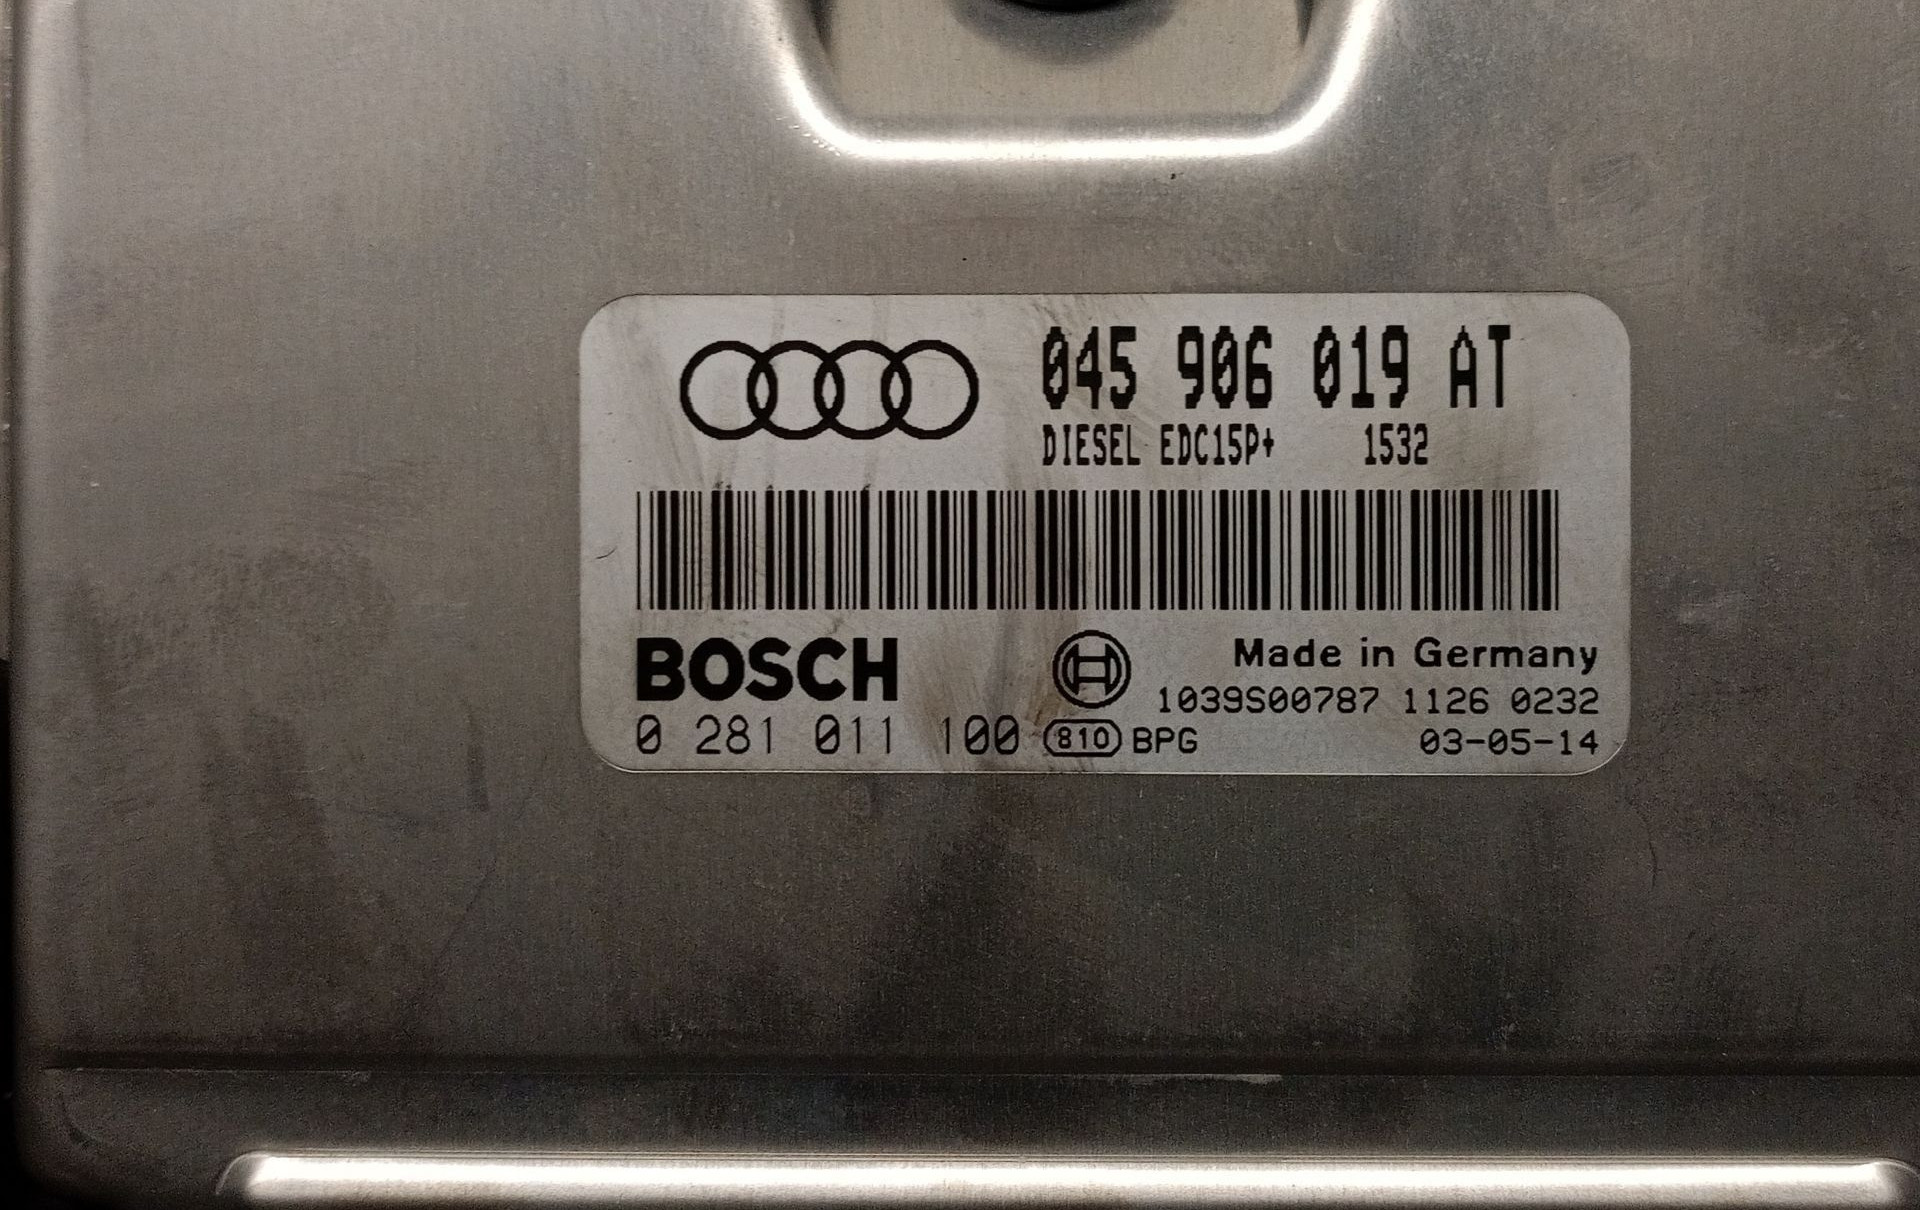 045 906 019 AT
DIESEL EDC15P+ 1532
BOSCH
Made in Germany
1039S00787 1126 0232
0 281 011 100 810 BPG 03-05-14